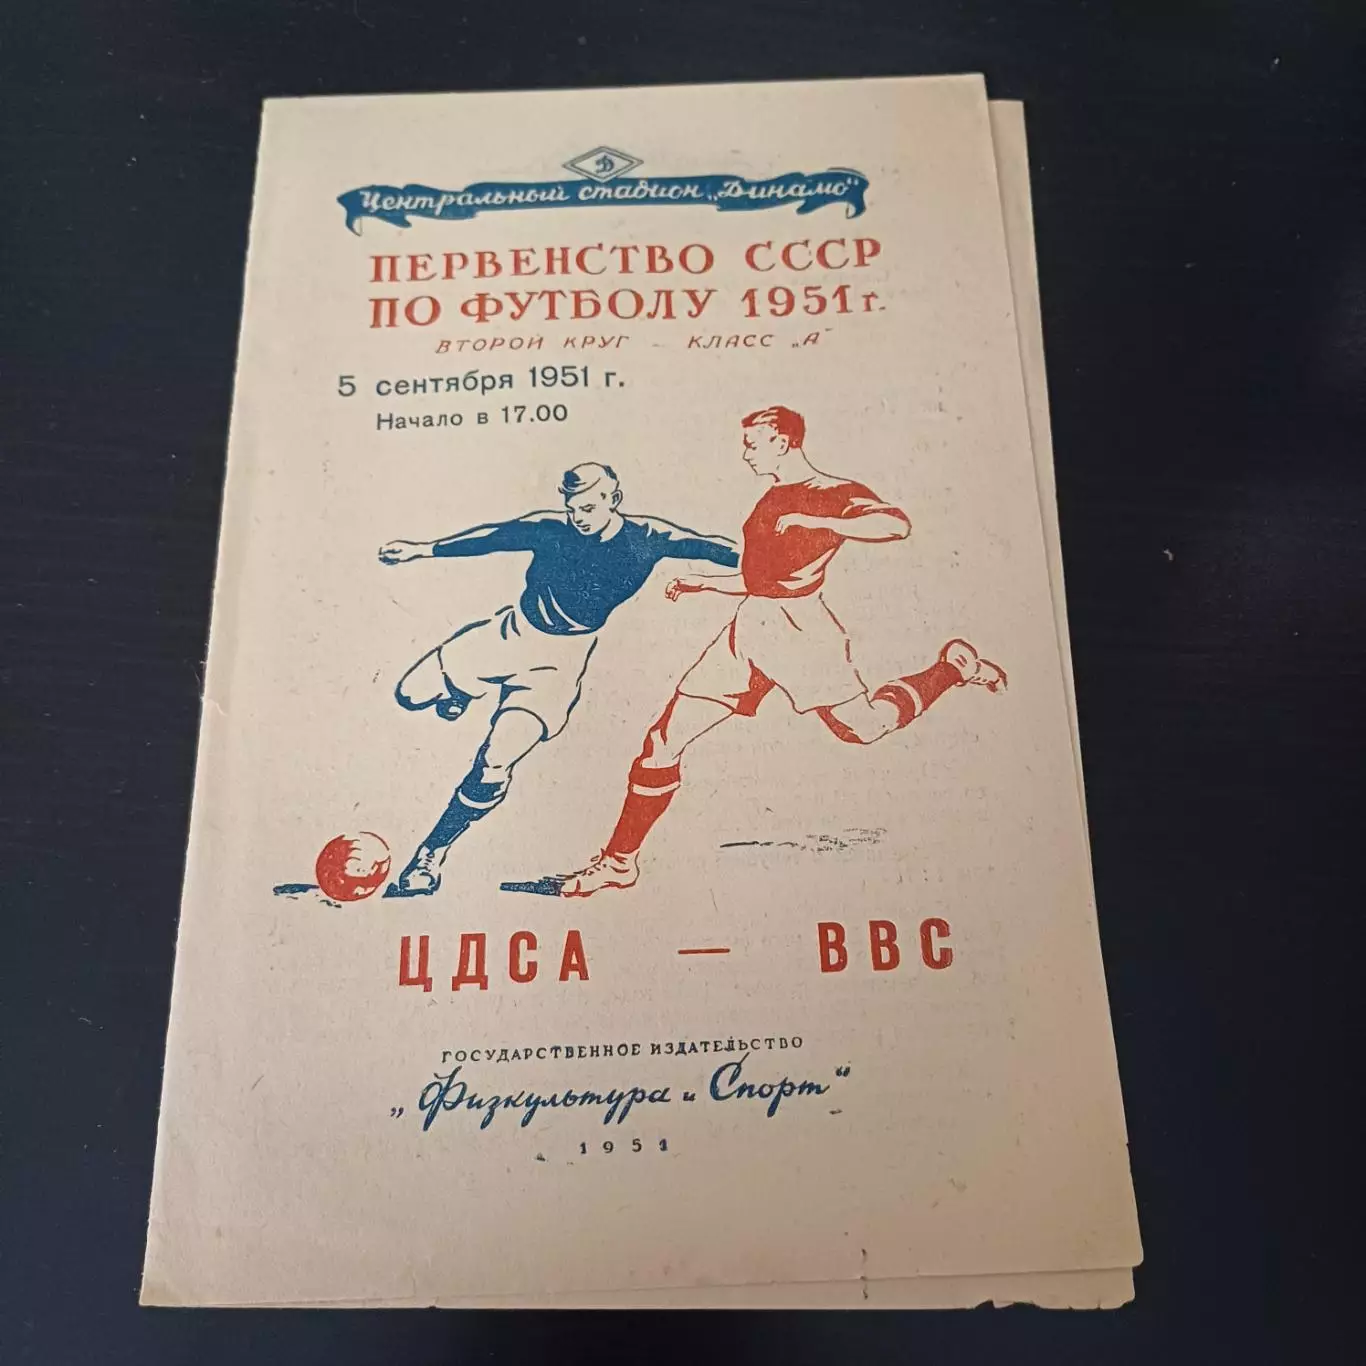 Д
Центральный стадион „Динамо"
ПЕРВЕНСТВО СССР
ПО ФУТБОЛУ 1951 г.
ВТОРОЙ КРУГ - КЛАСС „А"
5 сентября 1951 г.
Начало в 17.00
ЦДСА — ВВС
ГОСУДАРСТВЕННОЕ ИЗДАТЕЛЬСТВО
„Физкультура и Спорт"
1951